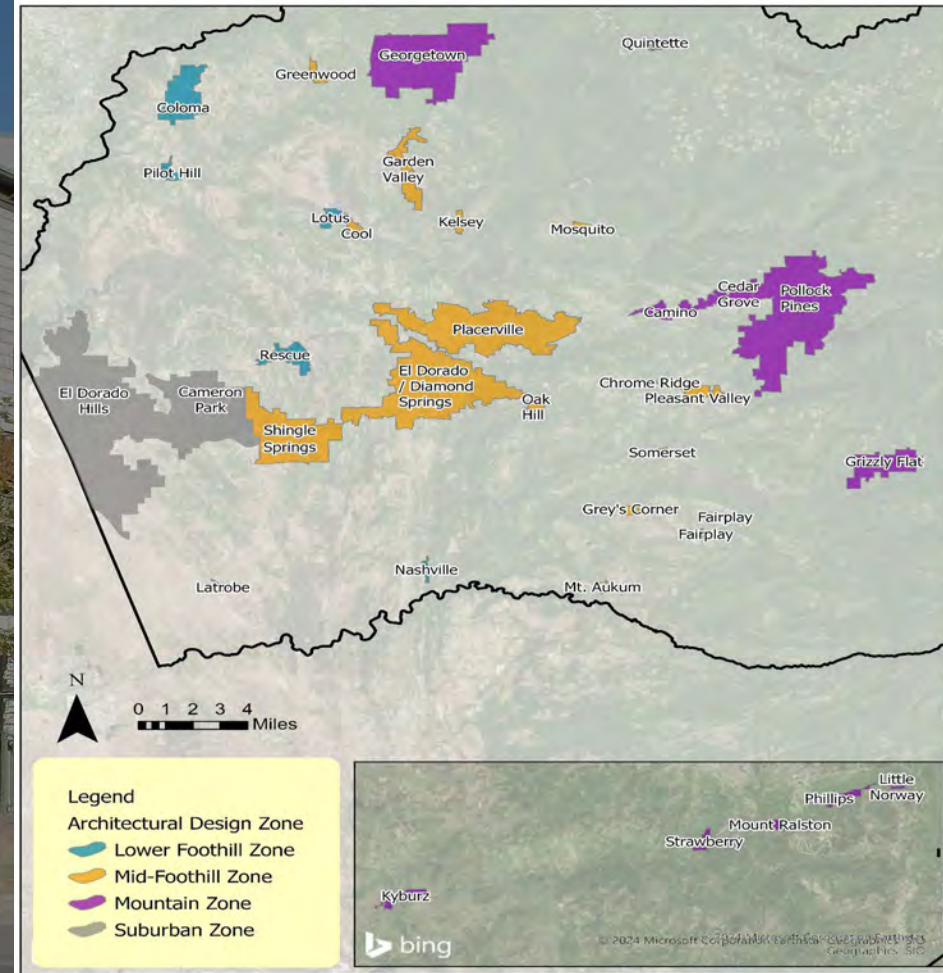 Quintette
Georgetown
Greenwood
Coloma
Pilot Hill
Garden
Valley
Lotus
Cool
Kelsey
Mosquito
Cedar
Grove
Pollock
Pines
Camino
Placerville
Rescue
El Dorado
/ Diamond
Springs
Oak
Hill
Chrome Ridge
Pleasant Valley
El Dorado
Hills
Cameron
Park
Shingle
Springs
Somerset
Grizzly Flat
Grey's Corner
Fairplay
Fairplay
Latrobe
Nashville
Mt. Aukum
N
0 1 2 3 4
Miles
Legend
Architectural Design Zone
Lower Foothill Zone
Mid-Foothill Zone
Mountain Zone
Suburban Zone
Little
Norway
Phillips
Mount Ralston
Strawberry
Kyburz
bing
© 2024 Microsoft Corporation
Geographics SIO